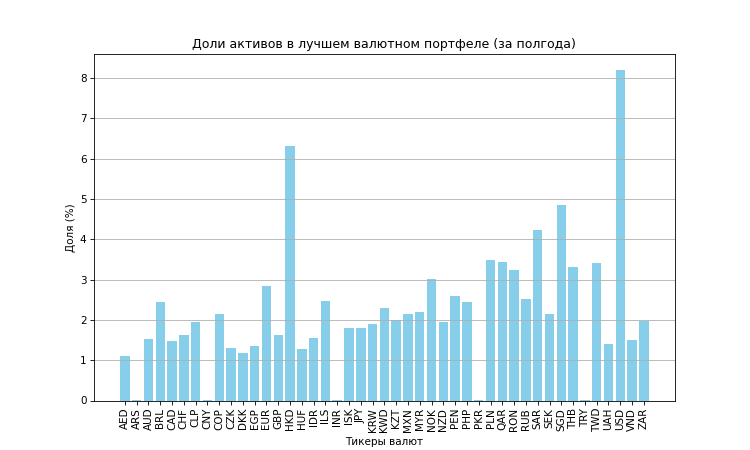 Доли активов в лучшем валютном портфеле (за полгода)
Доля (%)
8
7
6
5
4
3
2
1
0
AED ARS AUD BRL CAD CHF CLP CNY COP CZK DKK EGP EUR GBP HKD HUF IDR ILS INR ISK JPY KRW KWD KZT MXN MYR NOK NZD PEN PHP PKR PLN QAR RON RUB SAR SEK SGD THB TRY TWD UAH USD VND ZAR
Тикеры валют